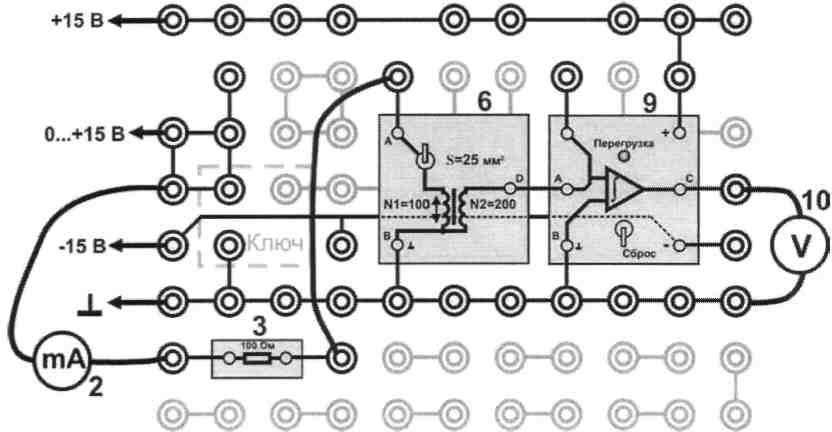 +15 В
6
9
0...+15 В
A
S=25 мм²
Перегрузка
+
D
A
C
N1=100
N2=200
10
-15 В
Ключ
B
⊥
B
⊥
Сброс
-
V
⊥
3
100 Ом
mA
2